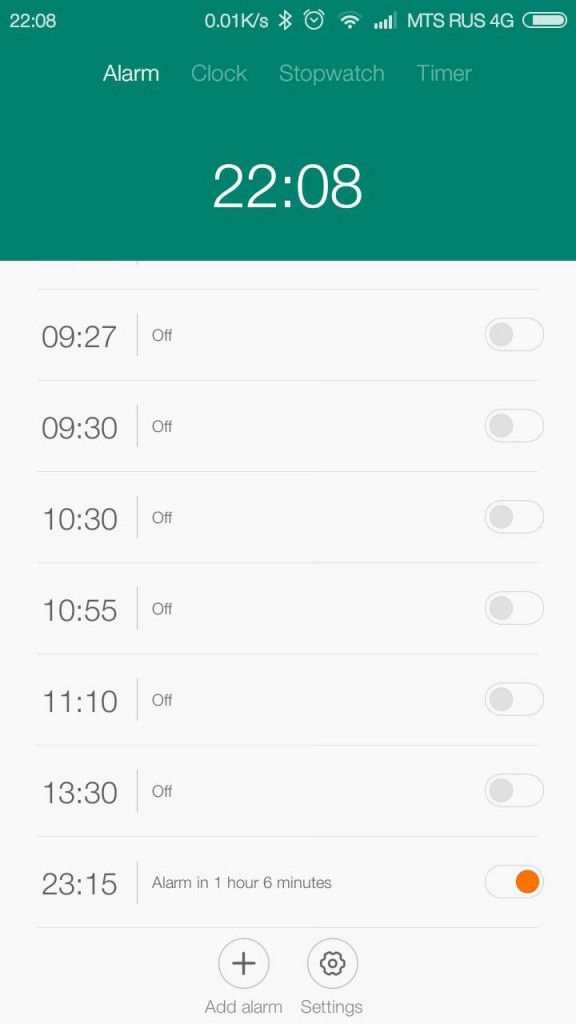 22:08 0.01K/s MTS RUS 4G
Alarm Clock Stopwatch Timer
22:08
09:27 Off
09:30 Off
10:30 Off
10:55 Off
11:10 Off
13:30 Off
23:15 Alarm in 1 hour 6 minutes
Add alarm Settings